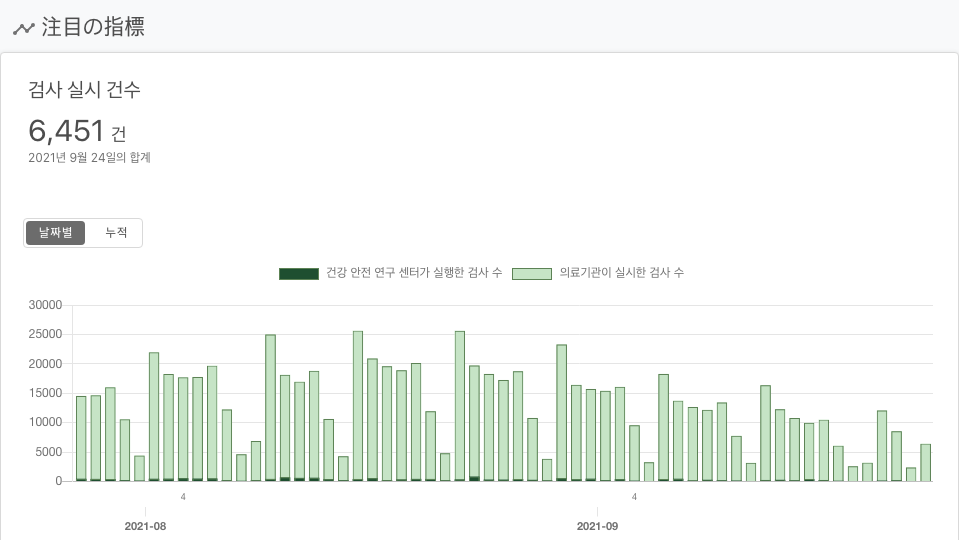 注目の指標
검사 실시 건수
6,451 건
2021년 9월 24일의 합계
날짜별 누적
건강 안전 연구 센터가 실행한 검사 수 의료기관이 실시한 검사 수
30000
25000
20000
15000
10000
5000
0
4 4
2021-08 2021-09